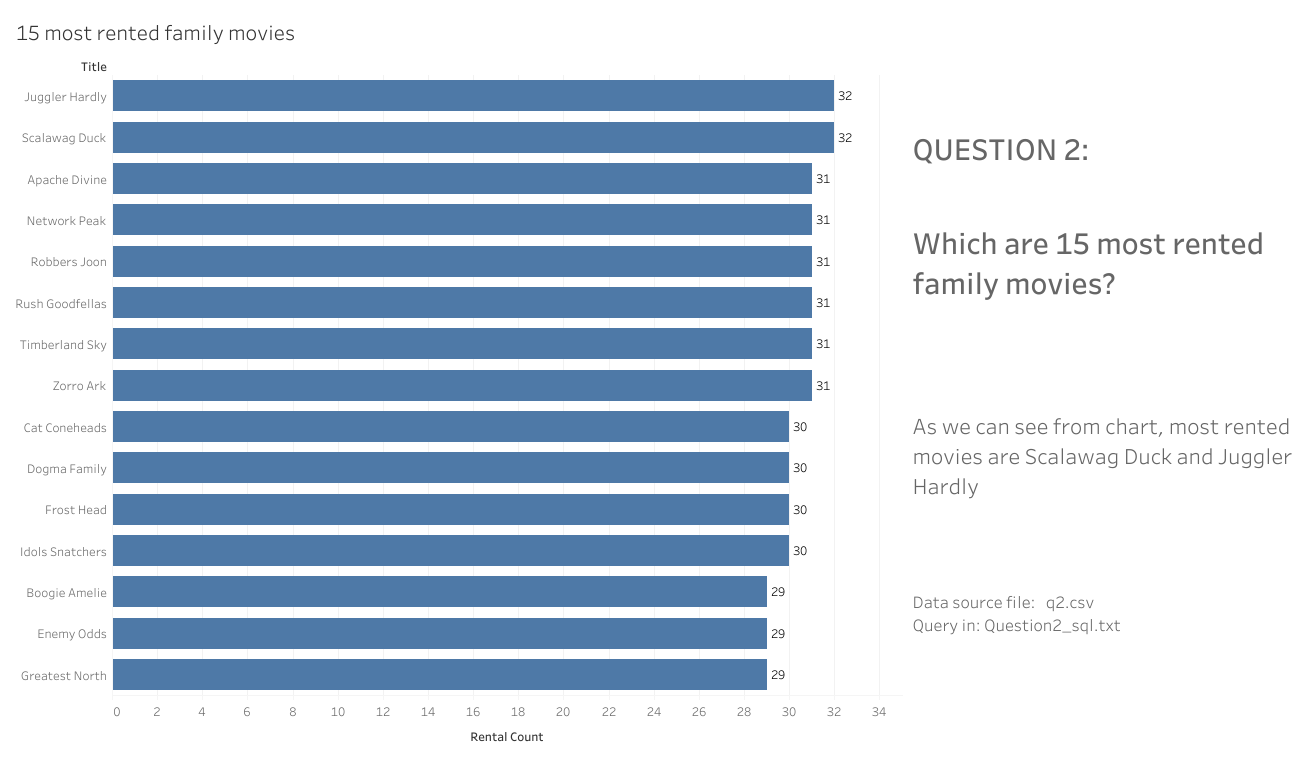 15 most rented family movies
Title
Juggler Hardly 32
Scalawag Duck 32
Apache Divine 31
Network Peak 31
Robbers Joon 31
Rush Goodfellas 31
Timberland Sky 31
Zorro Ark 31
Cat Coneheads 30
Dogma Family 30
Frost Head 30
Idols Snatchers 30
Boogie Amelie 29
Enemy Odds 29
Greatest North 29
0 2 4 6 8 10 12 14 16 18 20 22 24 26 28 30 32 34
Rental Count
QUESTION 2:
Which are 15 most rented
family movies?
As we can see from chart, most rented
movies are Scalawag Duck and Juggler
Hardly
Data source file: q2.csv
Query in: Question2_sql.txt